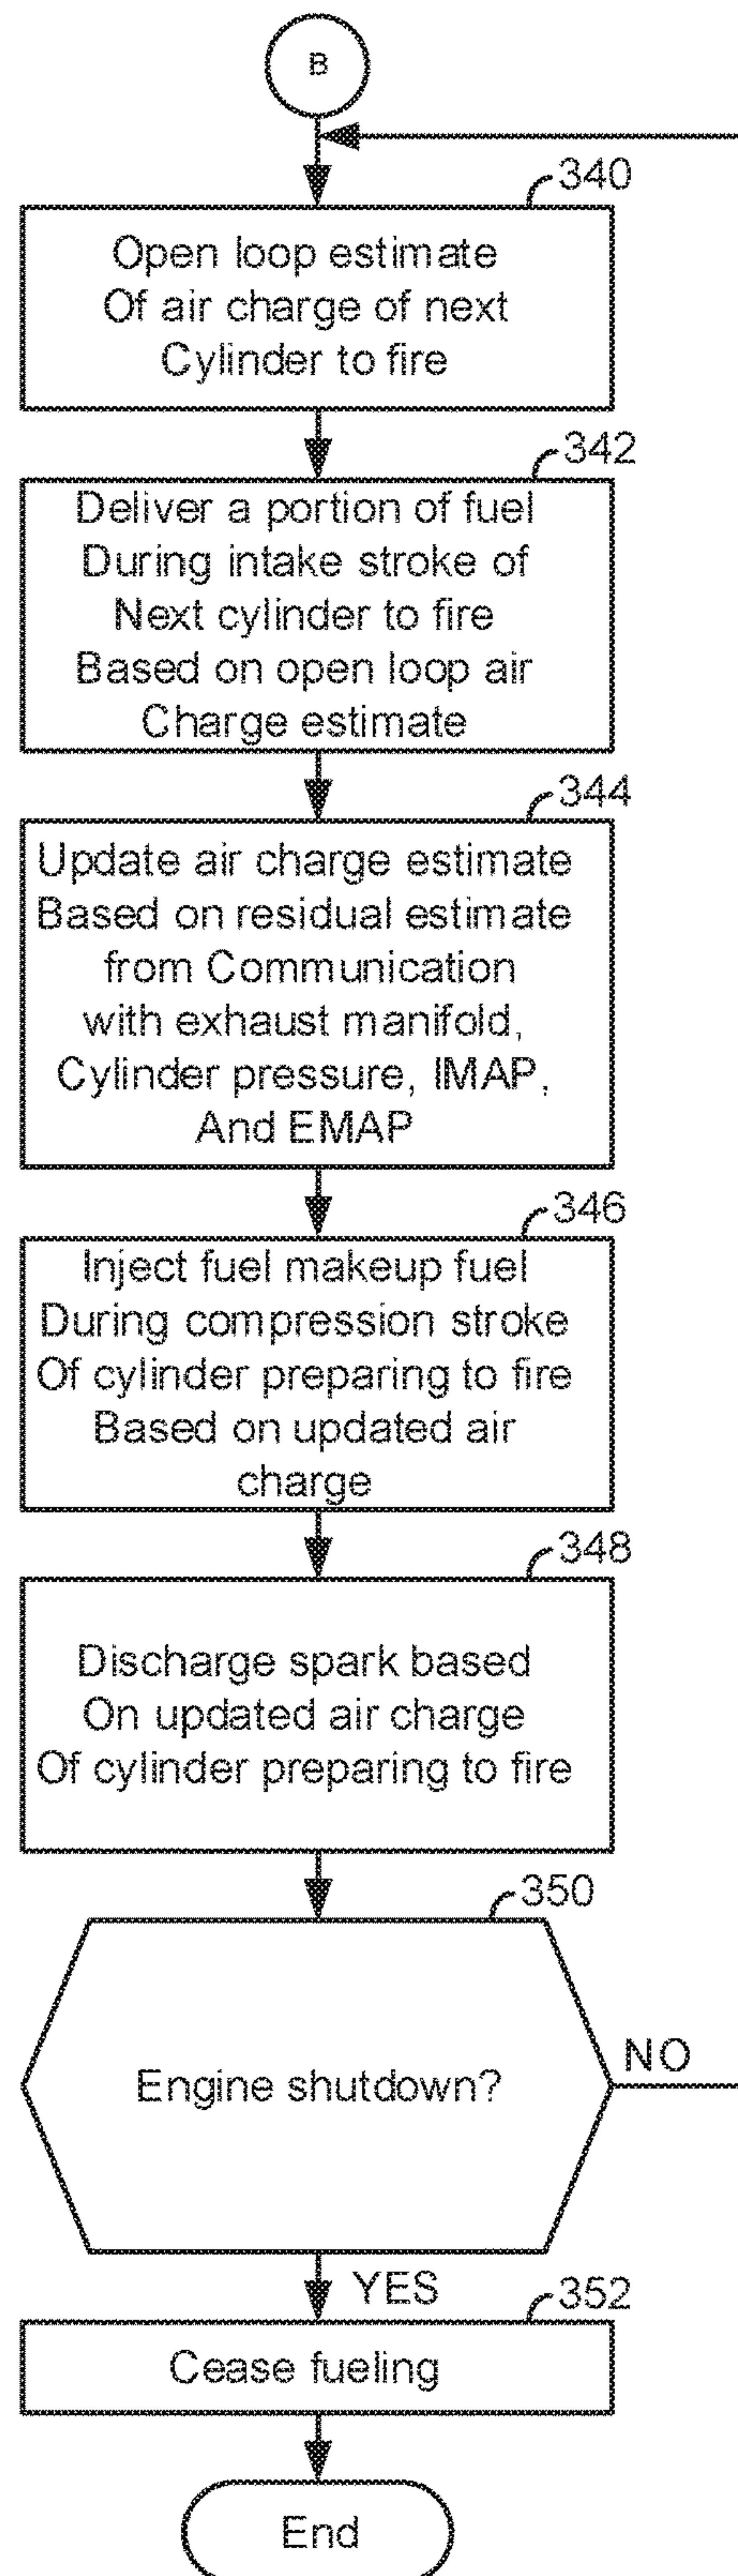 B
340
Open loop estimate
Of air charge of next
Cylinder to fire
342
Deliver a portion of fuel
During intake stroke of
Next cylinder to fire
Based on open loop air
Charge estimate
344
Update air charge estimate
Based on residual estimate
from Communication
with exhaust manifold,
Cylinder pressure, IMAP,
And EMAP
346
Inject fuel makeup fuel
During compression stroke
Of cylinder preparing to fire
Based on updated air
charge
348
Discharge spark based
On updated air charge
Of cylinder preparing to fire
350
Engine shutdown?
NO
YES
352
Cease fueling
End